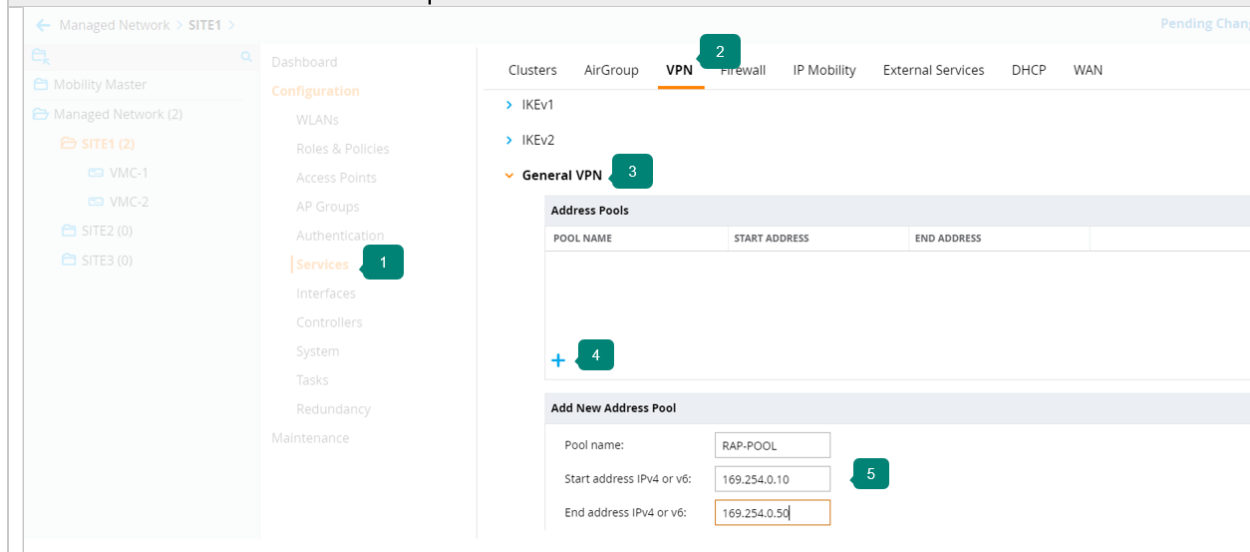 Managed Network > SITE1 >
Pending Chang
Mobility Master
Managed Network (2)
SITE1 (2)
VMC-1
VMC-2
SITE2 (0)
SITE3 (0)
Dashboard
Configuration
WLANs
Roles & Policies
Access Points
AP Groups
Authentication
Services
1
Interfaces
Controllers
System
Tasks
Redundancy
Maintenance
2
Clusters AirGroup VPN Firewall IP Mobility External Services DHCP WAN
IKEv1
IKEv2
General VPN 3
Address Pools
POOL NAME START ADDRESS END ADDRESS
+ 4
Add New Address Pool
Pool name: RAP-POOL
Start address IPv4 or v6: 169.254.0.10
5
End address IPv4 or v6: 169.254.0.50